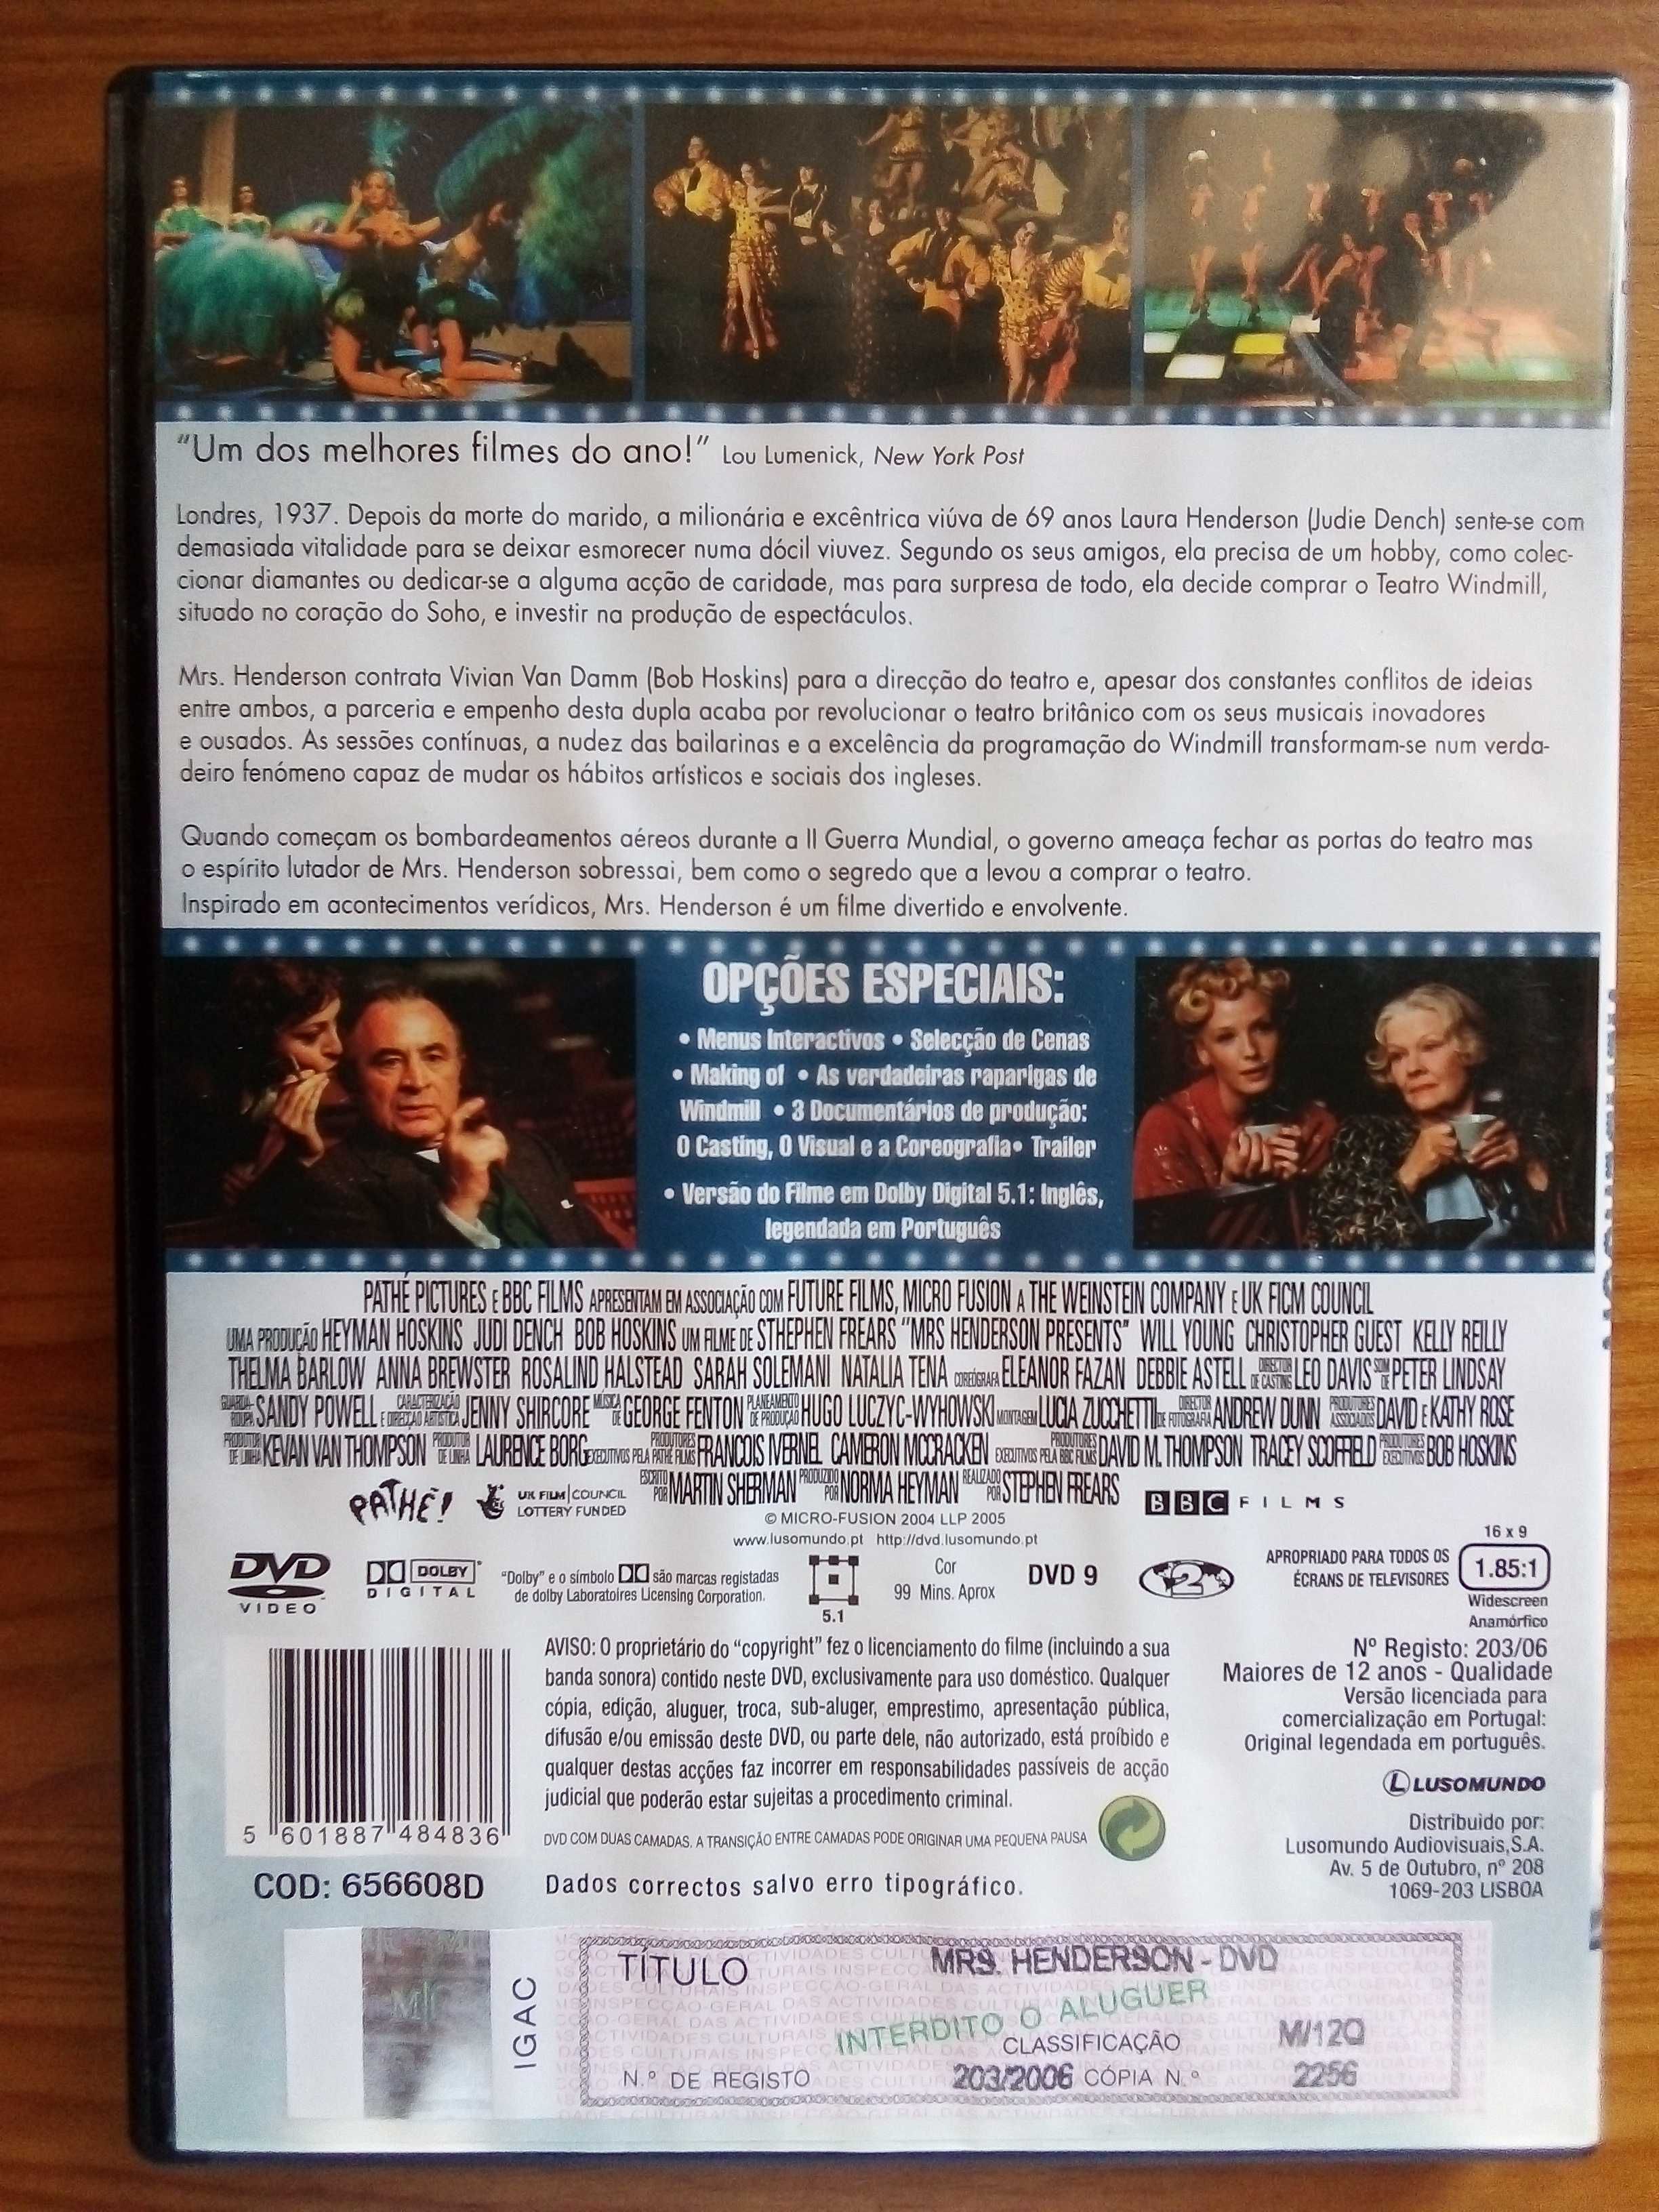 "Um dos melhores filmes do ano!" Lou Lumenick, New York Post
Londres, 1937. Depois da morte do marido, a milionária e excêntrica viúva de 69 anos Laura Henderson (Judie Dench) sente-se com
demasiada vitalidade para se deixar esmorecer numa dócil viuvez. Segundo os seus amigos, ela precisa de um hobby, como colec-
cionar diamantes ou dedicar-se a alguma acção de caridade, mas para surpresa de todo, ela decide comprar o Teatro Windmill,
situado no coração do Soho, e investir na produção de espectáculos.
Mrs. Henderson contrata Vivian Van Damm (Bob Hoskins) para a direcção do teatro e, apesar dos constantes conflitos de ideias
entre ambos, a parceria e empenho desta dupla acaba por revolucionar o teatro britânico com os seus musicais inovadores
e ousados. As sessões contínuas, a nudez das bailarinas e a excelência da programação do Windmill transformam-se num verda-
deiro fenómeno capaz de mudar os hábitos artísticos e sociais dos ingleses.
Quando começam os bombardeamentos aéreos durante a II Guerra Mundial, o governo ameaça fechar as portas do teatro mas
o espírito lutador de Mrs. Henderson sobressai, bem como o segredo que a levou a comprar o teatro.
Inspirado em acontecimentos verídicos, Mrs. Henderson é um filme divertido e envolvente.
OPÇÕES ESPECIAIS:
• Menus Interactivos • Selecção de Cenas
• Making of • As verdadeiras raparigas de
Windmill • 3 Documentários de produção:
O Casting, O Visual e a Coreografia• Trailer
• Versão do Filme em Dolby Digital 5.1: Inglês,
legendada em Português
PATHÉ PICTURES E BBC FILMS APRESENTAM EM ASSOCIAÇÃO COM FUTURE FILMS, MICRO FUSION A THE WEINSTEIN COMPANY E UK FICM COUNCIL
UMA PRODUÇÃO HEYMAN HOSKINS JUDI DENCH BOB HOSKINS UM FILME DE STHEPHEN FREARS "MRS HENDERSON PRESENTS" WILL YOUNG CHRISTOPHER GUEST KELLY REILLY
THELMA BARLOW ANNA BREWSTER ROSALIND HALSTEAD SARAH SOLEMANI NATALIA TENA COREÓGRAFA ELEANOR FAZAN DEBBIE ASTELL DIRECTOR DE CASTING LEO DAVIS SOM DE PETER LINDSAY
GUARDA-ROUPA SANDY POWELL CARACTERIZAÇÃO E DIRECÇÃO ARTÍSTICA JENNY SHIRCORE MÚSICA DE GEORGE FENTON PLANEAMENTO DE PRODUÇÃO HUGO LUCZYC-WYHOWSKI MONTAGEM LUCIA ZUCCHETTI DIRECTOR DE FOTOGRAFIA ANDREW DUNN PRODUTORES ASSOCIADOS DAVID E KATHY ROSE
PRODUTOR DE LINHA KEVAN VAN THOMPSON PRODUTOR DE LINHA LAURENCE BORG PRODUTORES EXECUTIVOS PELA PATHE FILMS FRANCOIS IVERNEL CAMERON MCCRACKEN PRODUTORES EXECUTIVOS PELA BBC FILMS DAVID M. THOMPSON TRACEY SCOFFIELD PRODUTORES EXECUTIVOS BOB HOSKINS
ESCRITO POR MARTIN SHERMAN PRODUZIDO POR NORMA HEYMAN REALIZADO POR STEPHEN FREARS
PATHE!
UK FILM COUNCIL
LOTTERY FUNDED
BBC FILMS
© MICRO-FUSION 2004 LLP 2005
www.lusomundo.pt http://dvd.lusomundo.pt
DVD
VIDEO
DOLBY
DIGITAL
"Dolby" e o símbolo são marcas registadas
de dolby Laboratoires Licensing Corporation.
5.1
Cor
99 Mins. Aprox
DVD 9
2
APROPRIADO PARA TODOS OS
ÉCRANS DE TELEVISORES
16 x 9
1.85:1
Widescreen
Anamórfico
AVISO: O proprietário do "copyright" fez o licenciamento do filme (incluindo a sua
banda sonora) contido neste DVD, exclusivamente para uso doméstico. Qualquer
cópia, edição, aluguer, troca, sub-aluger, emprestimo, apresentação pública,
difusão e/ou emissão deste DVD, ou parte dele, não autorizado, está proíbido e
qualquer destas acções faz incorrer em responsabilidades passíveis de acção
judicial que poderão estar sujeitas a procedimento criminal.
DVD COM DUAS CAMADAS. A TRANSIÇÃO ENTRE CAMADAS PODE ORIGINAR UMA PEQUENA PAUSA
Dados correctos salvo erro tipográfico.
5 601887 484836
COD: 656608D
Nº Registo: 203/06
Maiores de 12 anos - Qualidade
Versão licenciada para
comercialização em Portugal:
Original legendada em português.
LUSOMUNDO
Distribuido por:
Lusomundo Audiovisuais,S.A.
Av. 5 de Outubro, nº 208
1069-203 LISBOA
IGAC
TÍTULO MRS. HENDERSON - DVD
INTERDITO O ALUGUER
CLASSIFICAÇÃO M/12Q
N.º DE REGISTO 203/2006 CÓPIA N.º 2256